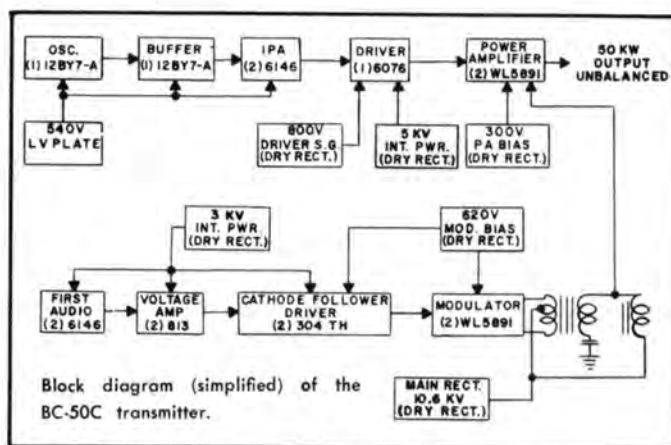 OSC.
(1) 12BY7-A
BUFFER
(1) 12BY7-A
IPA
(2) 6146
DRIVER
(1) 6076
POWER
AMPLIFIER
(2) WL5891
50 KW
OUTPUT
UNBALANCED
540V
LV PLATE
800V
DRIVER S.G.
(DRY RECT.)
5 KV
INT. PWR.
(DRY RECT.)
300V
PA BIAS
(DRY RECT.)
3 KV
INT. PWR.
(DRY RECT.)
620V
MOD. BIAS
(DRY RECT.)
FIRST
AUDIO
(2) 6146
VOLTAGE
AMP
(2) 813
CATHODE FOLLOWER
DRIVER
(2) 304 TH
MODULATOR
(2) WL5891
MAIN RECT.
10.6 KV
(DRY RECT.)
Block diagram (simplified) of the
BC-50C transmitter.